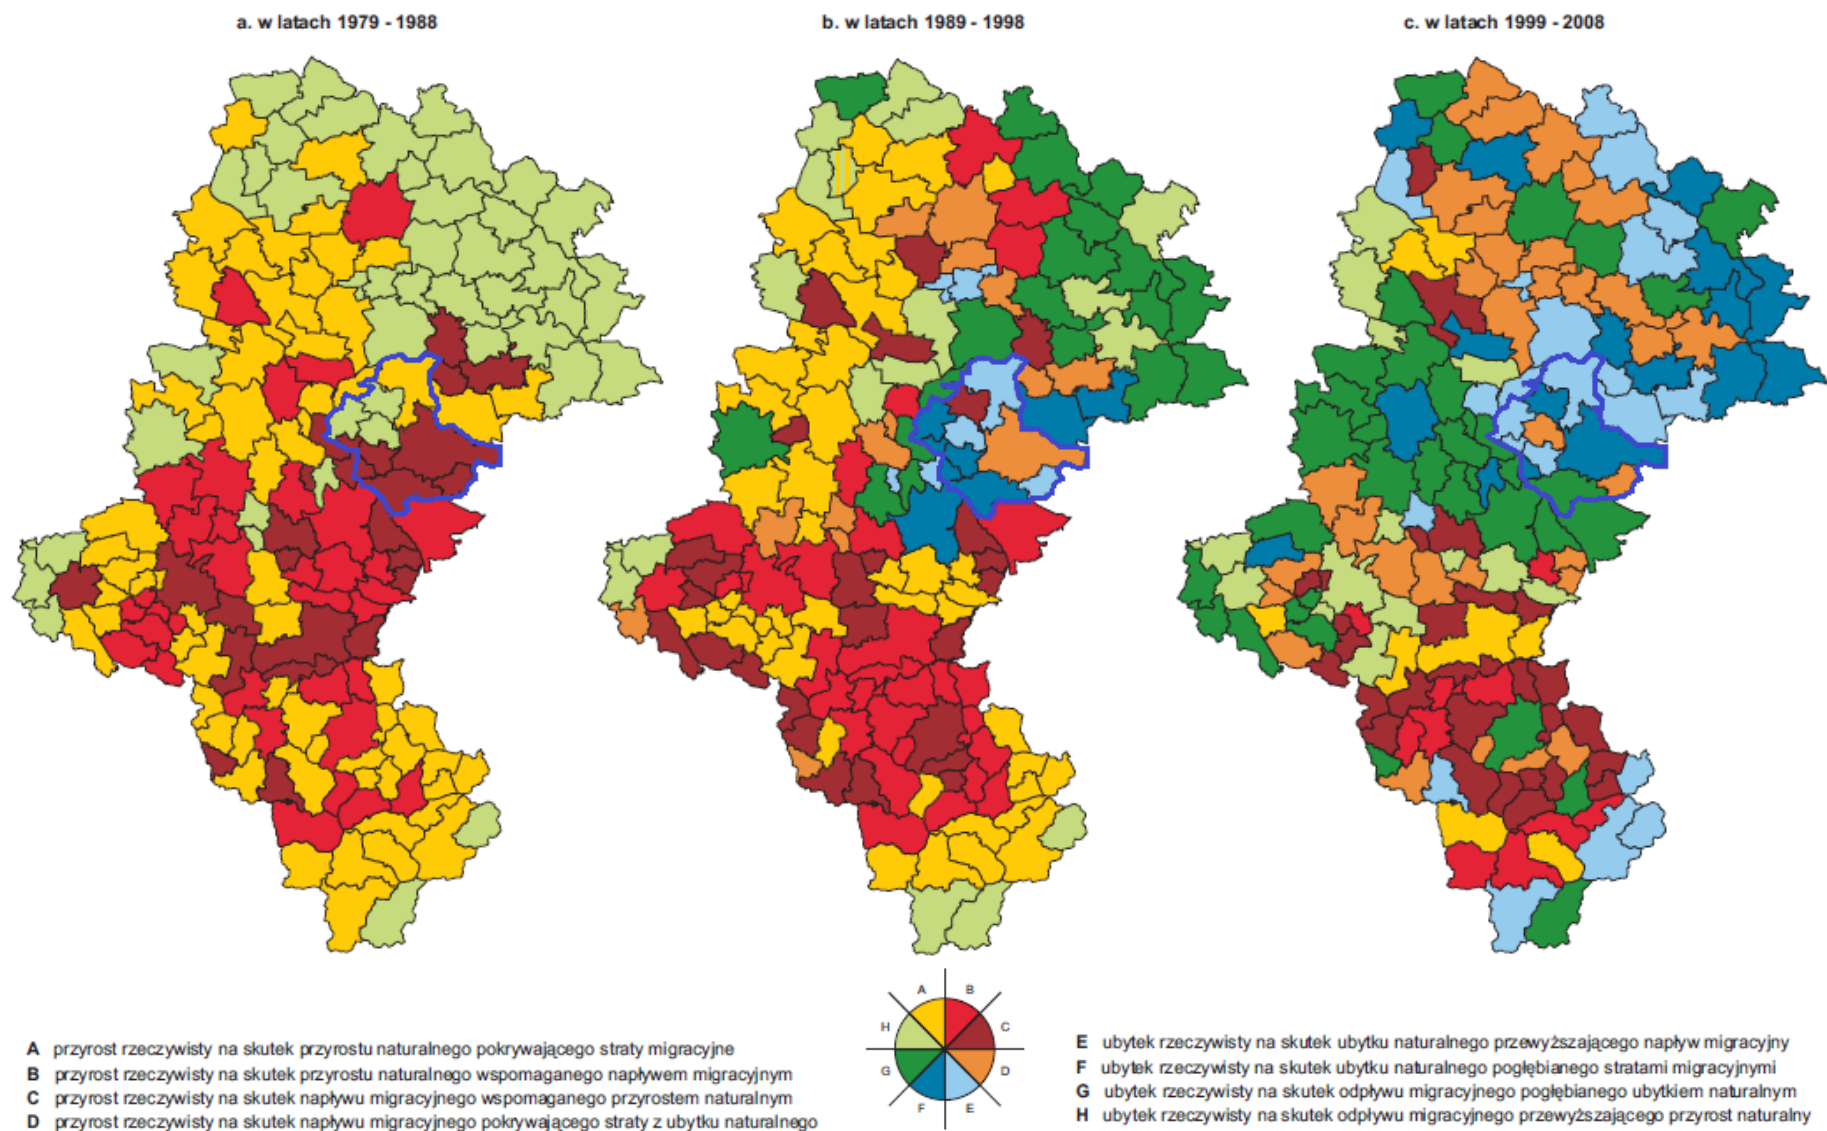 a. w latach 1979 - 1988
b. w latach 1989 - 1998
c. w latach 1999 - 2008
A
B
C
D
E
F
G
H
A przyrost rzeczywisty na skutek przyrostu naturalnego pokrywającego straty migracyjne
B przyrost rzeczywisty na skutek przyrostu naturalnego wspomaganego napływem migracyjnym
C przyrost rzeczywisty na skutek napływu migracyjnego wspomaganego przyrostem naturalnym
D przyrost rzeczywisty na skutek napływu migracyjnego pokrywającego straty z ubytku naturalnego
E ubytek rzeczywisty na skutek ubytku naturalnego przewyższającego napływ migracyjny
F ubytek rzeczywisty na skutek ubytku naturalnego pogłębianego stratami migracyjnymi
G ubytek rzeczywisty na skutek odpływu migracyjnego pogłębianego ubytkiem naturalnym
H ubytek rzeczywisty na skutek odpływu migracyjnego przewyższającego przyrost naturalny